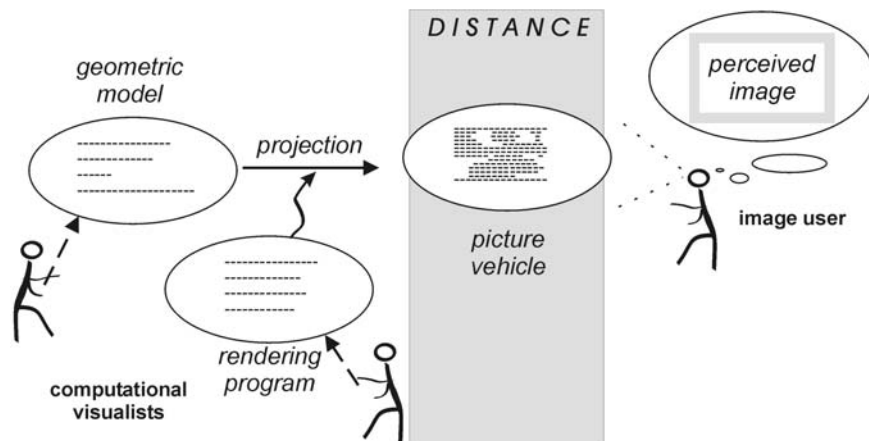 DISTANCE
geometric
model
projection
perceived
image
image user
picture
vehicle
rendering
program
computational
visualists